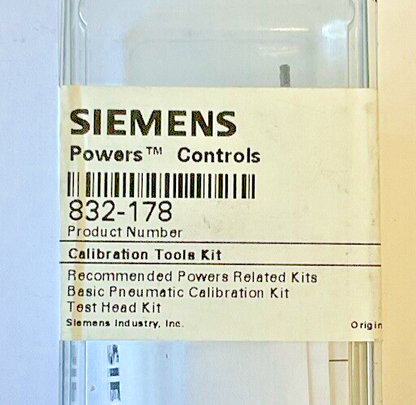 SIEMENS
Powers™ Controls
832-178
Product Number
Calibration Tools Kit
Recommended Powers Related Kits
Basic Pneumatic Calibration Kit
Test Head Kit
Siemens Industry, Inc. Origin